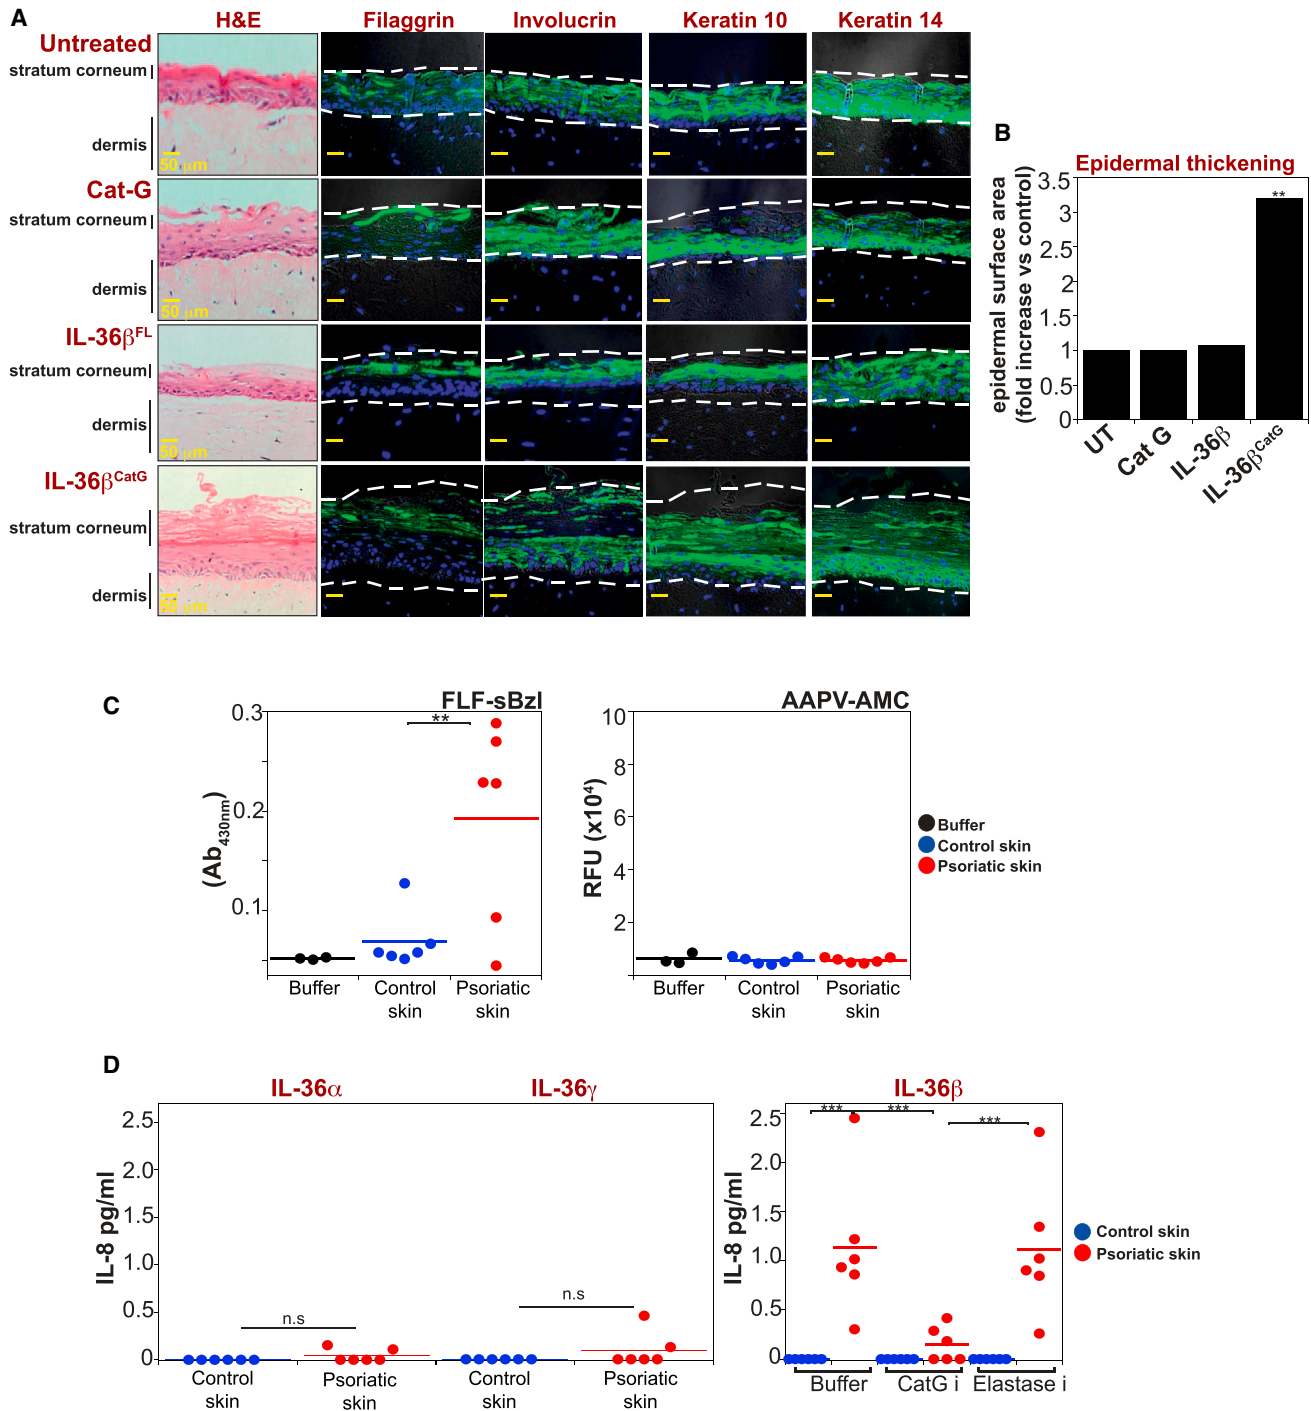 A
H&E Filaggrin Involucrin Keratin 10 Keratin 14
Untreated
stratum corneum
dermis
50 µm
Cat-G
stratum corneum
dermis
50 µm
IL-36βFL
stratum corneum
dermis
50 µm
IL-36βCatG
stratum corneum
dermis
50 µm
B
Epidermal thickening
epidermal surface area
(fold increase vs control)
3.5
3
2.5
2
1.5
1
0.5
0
**
UT Cat G IL-36β IL-36βCatG
C
FLF-sBzl
(Ab430nm)
0.3
0.2
0.1
**
Buffer Control skin Psoriatic skin
AAPV-AMC
RFU (x10⁴)
10
8
6
4
2
Buffer Control skin Psoriatic skin
Buffer
Control skin
Psoriatic skin
D
IL-36α IL-36γ
IL-8 pg/ml
2.5
2.0
1.5
1.0
0.5
0
n.s n.s
Control skin Psoriatic skin Control skin Psoriatic skin
IL-36β
IL-8 pg/ml
2.5
2.0
1.5
1.0
0.5
0
*** *** ***
Buffer CatG i Elastase i
Control skin
Psoriatic skin